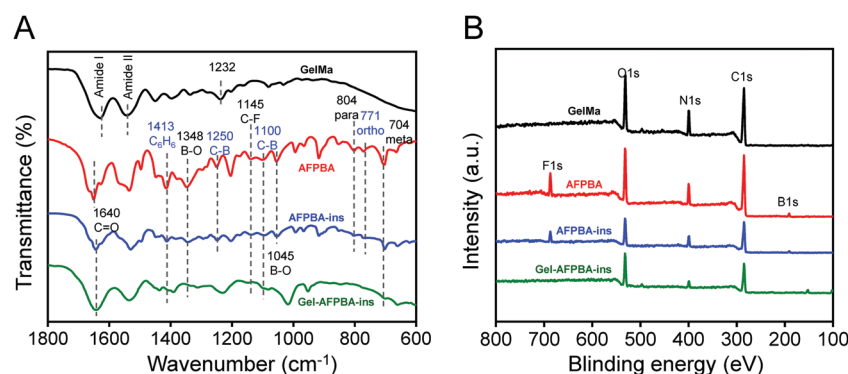 A
Amide I
Amide II
1232
GelMa
1145
C-F
804
para
771
ortho
704
meta
1413
C₆H₆
1348
B-O
1250
C-B
1100
C-B
AFPBA
1640
C=O
AFPBA-ins
1045
B-O
Gel-AFPBA-ins
Transmittance (%)
1800 1600 1400 1200 1000 800 600
Wavenumber (cm⁻¹)
B
O1s
N1s
C1s
GelMa
F1s
AFPBA
B1s
AFPBA-ins
Gel-AFPBA-ins
Intensity (a.u.)
800 700 600 500 400 300 200 100
Blinding energy (eV)